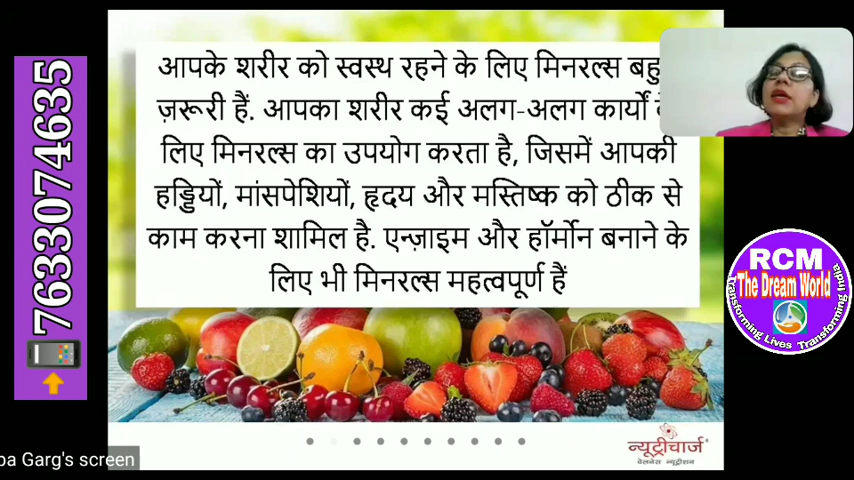 आपके शरीर को स्वस्थ रहने के लिए मिनरल्स
ज़रूरी हैं. आपका शरीर कई अलग-अलग कार्यों
लिए मिनरल्स का उपयोग करता है, जिसमें आपकी
हड्डियों, मांसपेशियों, हृदय और मस्तिष्क को ठीक से
काम करना शामिल है. एन्ज़ाइम और हॉर्मोन बनाने के
लिए भी मिनरल्स महत्वपूर्ण हैं
7633074635
RCM
The Dream World
Transforming Lives Transforming India
न्यूट्रीचार्ज
वेलनेस न्यूट्रीशन
Garg's screen